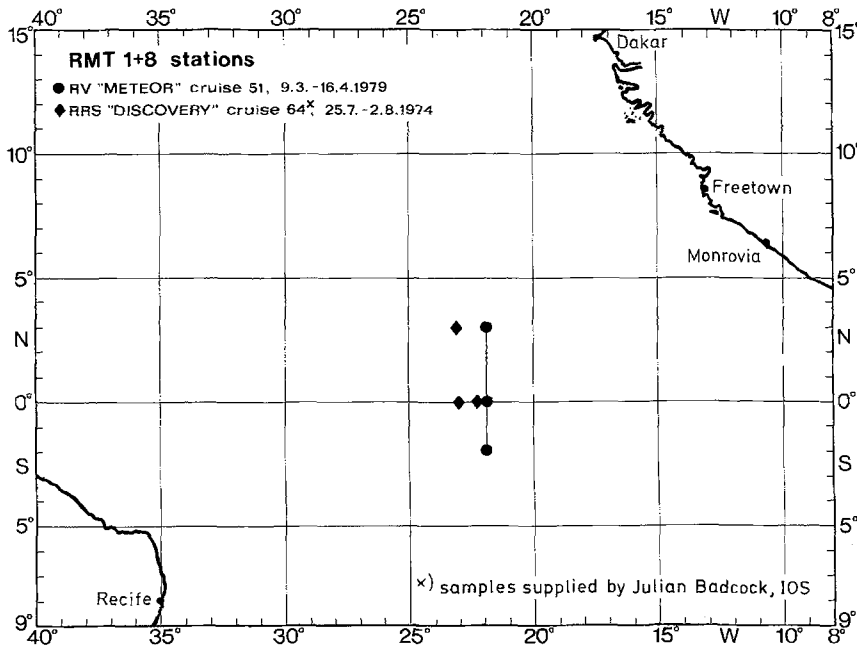 40° 35° 30° 25° 20° 15° W 10° 8°
15° 15°
RMT 1+8 stations
● RV "METEOR" cruise 51, 9.3.-16.4.1979
◆ RRS "DISCOVERY" cruise 64x, 25.7.-2.8.1974
Dakar
10° 10°
Freetown
Monrovia
5° 5°
N N
0° 0°
S S
5° 5°
x) samples supplied by Julian Badcock, IOS
Recife
9° 9°
40° 35° 30° 25° 20° 15° W 10° 8°